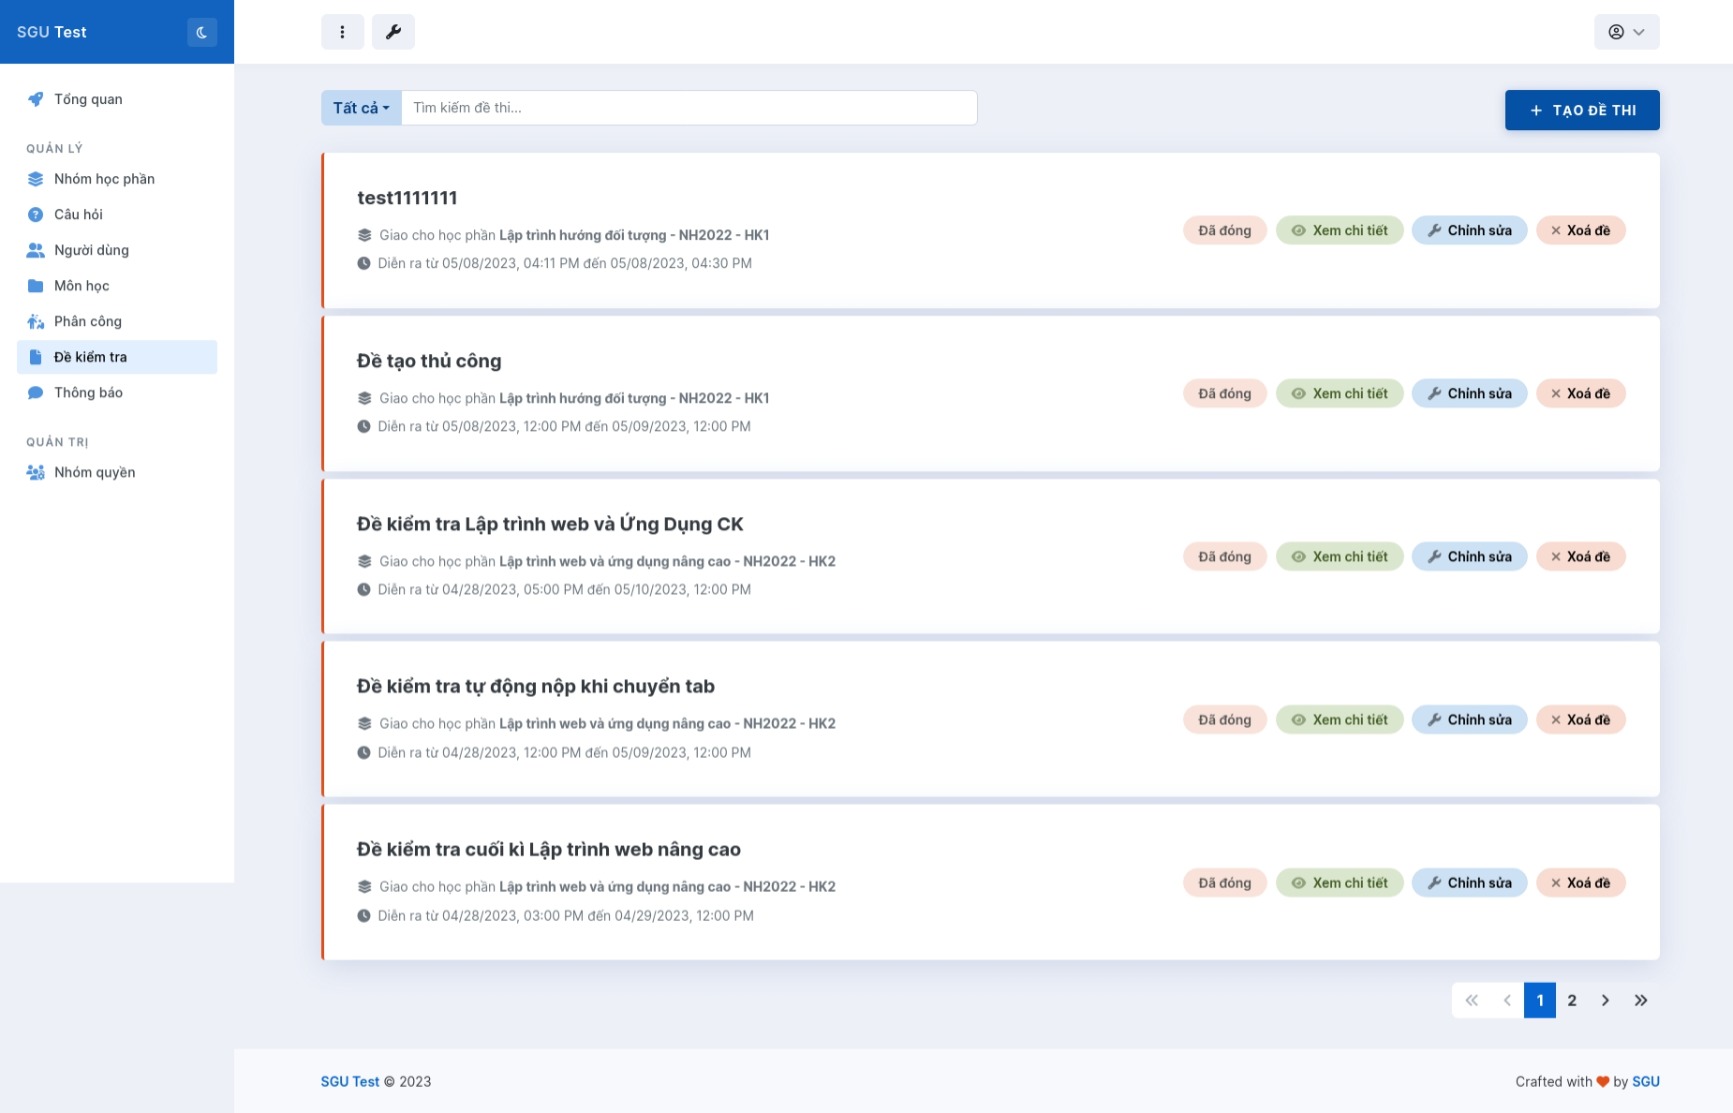 SGU Test
Tổng quan
QUẢN LÝ
Nhóm học phần
Câu hỏi
Người dùng
Môn học
Phân công
Đề kiểm tra
Thông báo
QUẢN TRỊ
Nhóm quyền
Tất cả
Tìm kiếm đề thi...
+ TẠO ĐỀ THI
test1111111
Giao cho học phần Lập trình hướng đối tượng - NH2022 - HK1
Diễn ra từ 05/08/2023, 04:11 PM đến 05/08/2023, 04:30 PM
Đã đóng Xem chi tiết Chỉnh sửa Xoá đề
Đề tạo thủ công
Giao cho học phần Lập trình hướng đối tượng - NH2022 - HK1
Diễn ra từ 05/08/2023, 12:00 PM đến 05/09/2023, 12:00 PM
Đã đóng Xem chi tiết Chỉnh sửa Xoá đề
Đề kiểm tra Lập trình web và Ứng Dụng CK
Giao cho học phần Lập trình web và ứng dụng nâng cao - NH2022 - HK2
Diễn ra từ 04/28/2023, 05:00 PM đến 05/10/2023, 12:00 PM
Đã đóng Xem chi tiết Chỉnh sửa Xoá đề
Đề kiểm tra tự động nộp khi chuyển tab
Giao cho học phần Lập trình web và ứng dụng nâng cao - NH2022 - HK2
Diễn ra từ 04/28/2023, 12:00 PM đến 05/09/2023, 12:00 PM
Đã đóng Xem chi tiết Chỉnh sửa Xoá đề
Đề kiểm tra cuối kì Lập trình web nâng cao
Giao cho học phần Lập trình web và ứng dụng nâng cao - NH2022 - HK2
Diễn ra từ 04/28/2023, 03:00 PM đến 04/29/2023, 12:00 PM
Đã đóng Xem chi tiết Chỉnh sửa Xoá đề
1 2
SGU Test © 2023
Crafted with ❤ by SGU